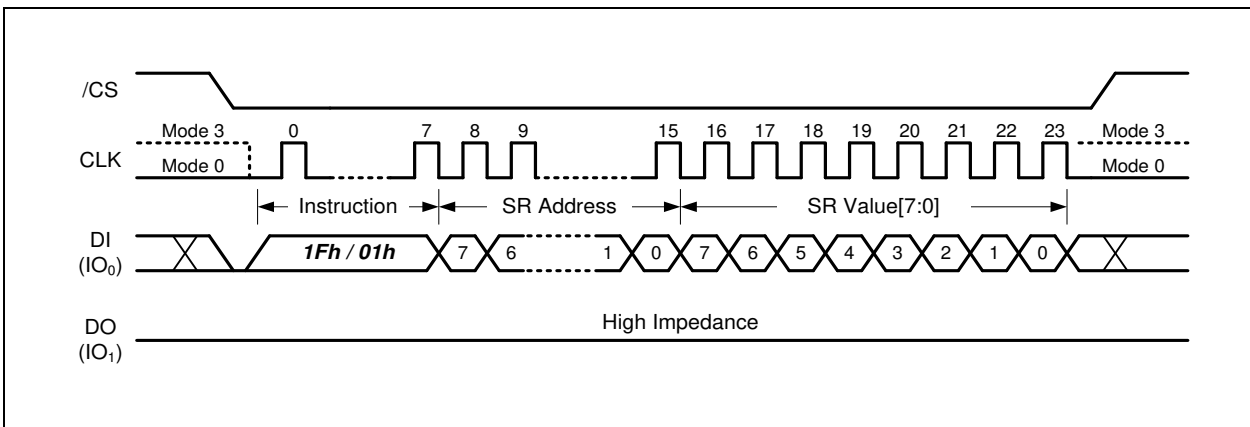 /CS
Mode 3 0 7 8 9 15 16 17 18 19 20 21 22 23 Mode 3
CLK
Mode 0 Mode 0
Instruction SR Address SR Value[7:0]
DI
(IO₀)
1Fh / 01h 7 6 1 0 7 6 5 4 3 2 1 0
High Impedance
DO
(IO₁)